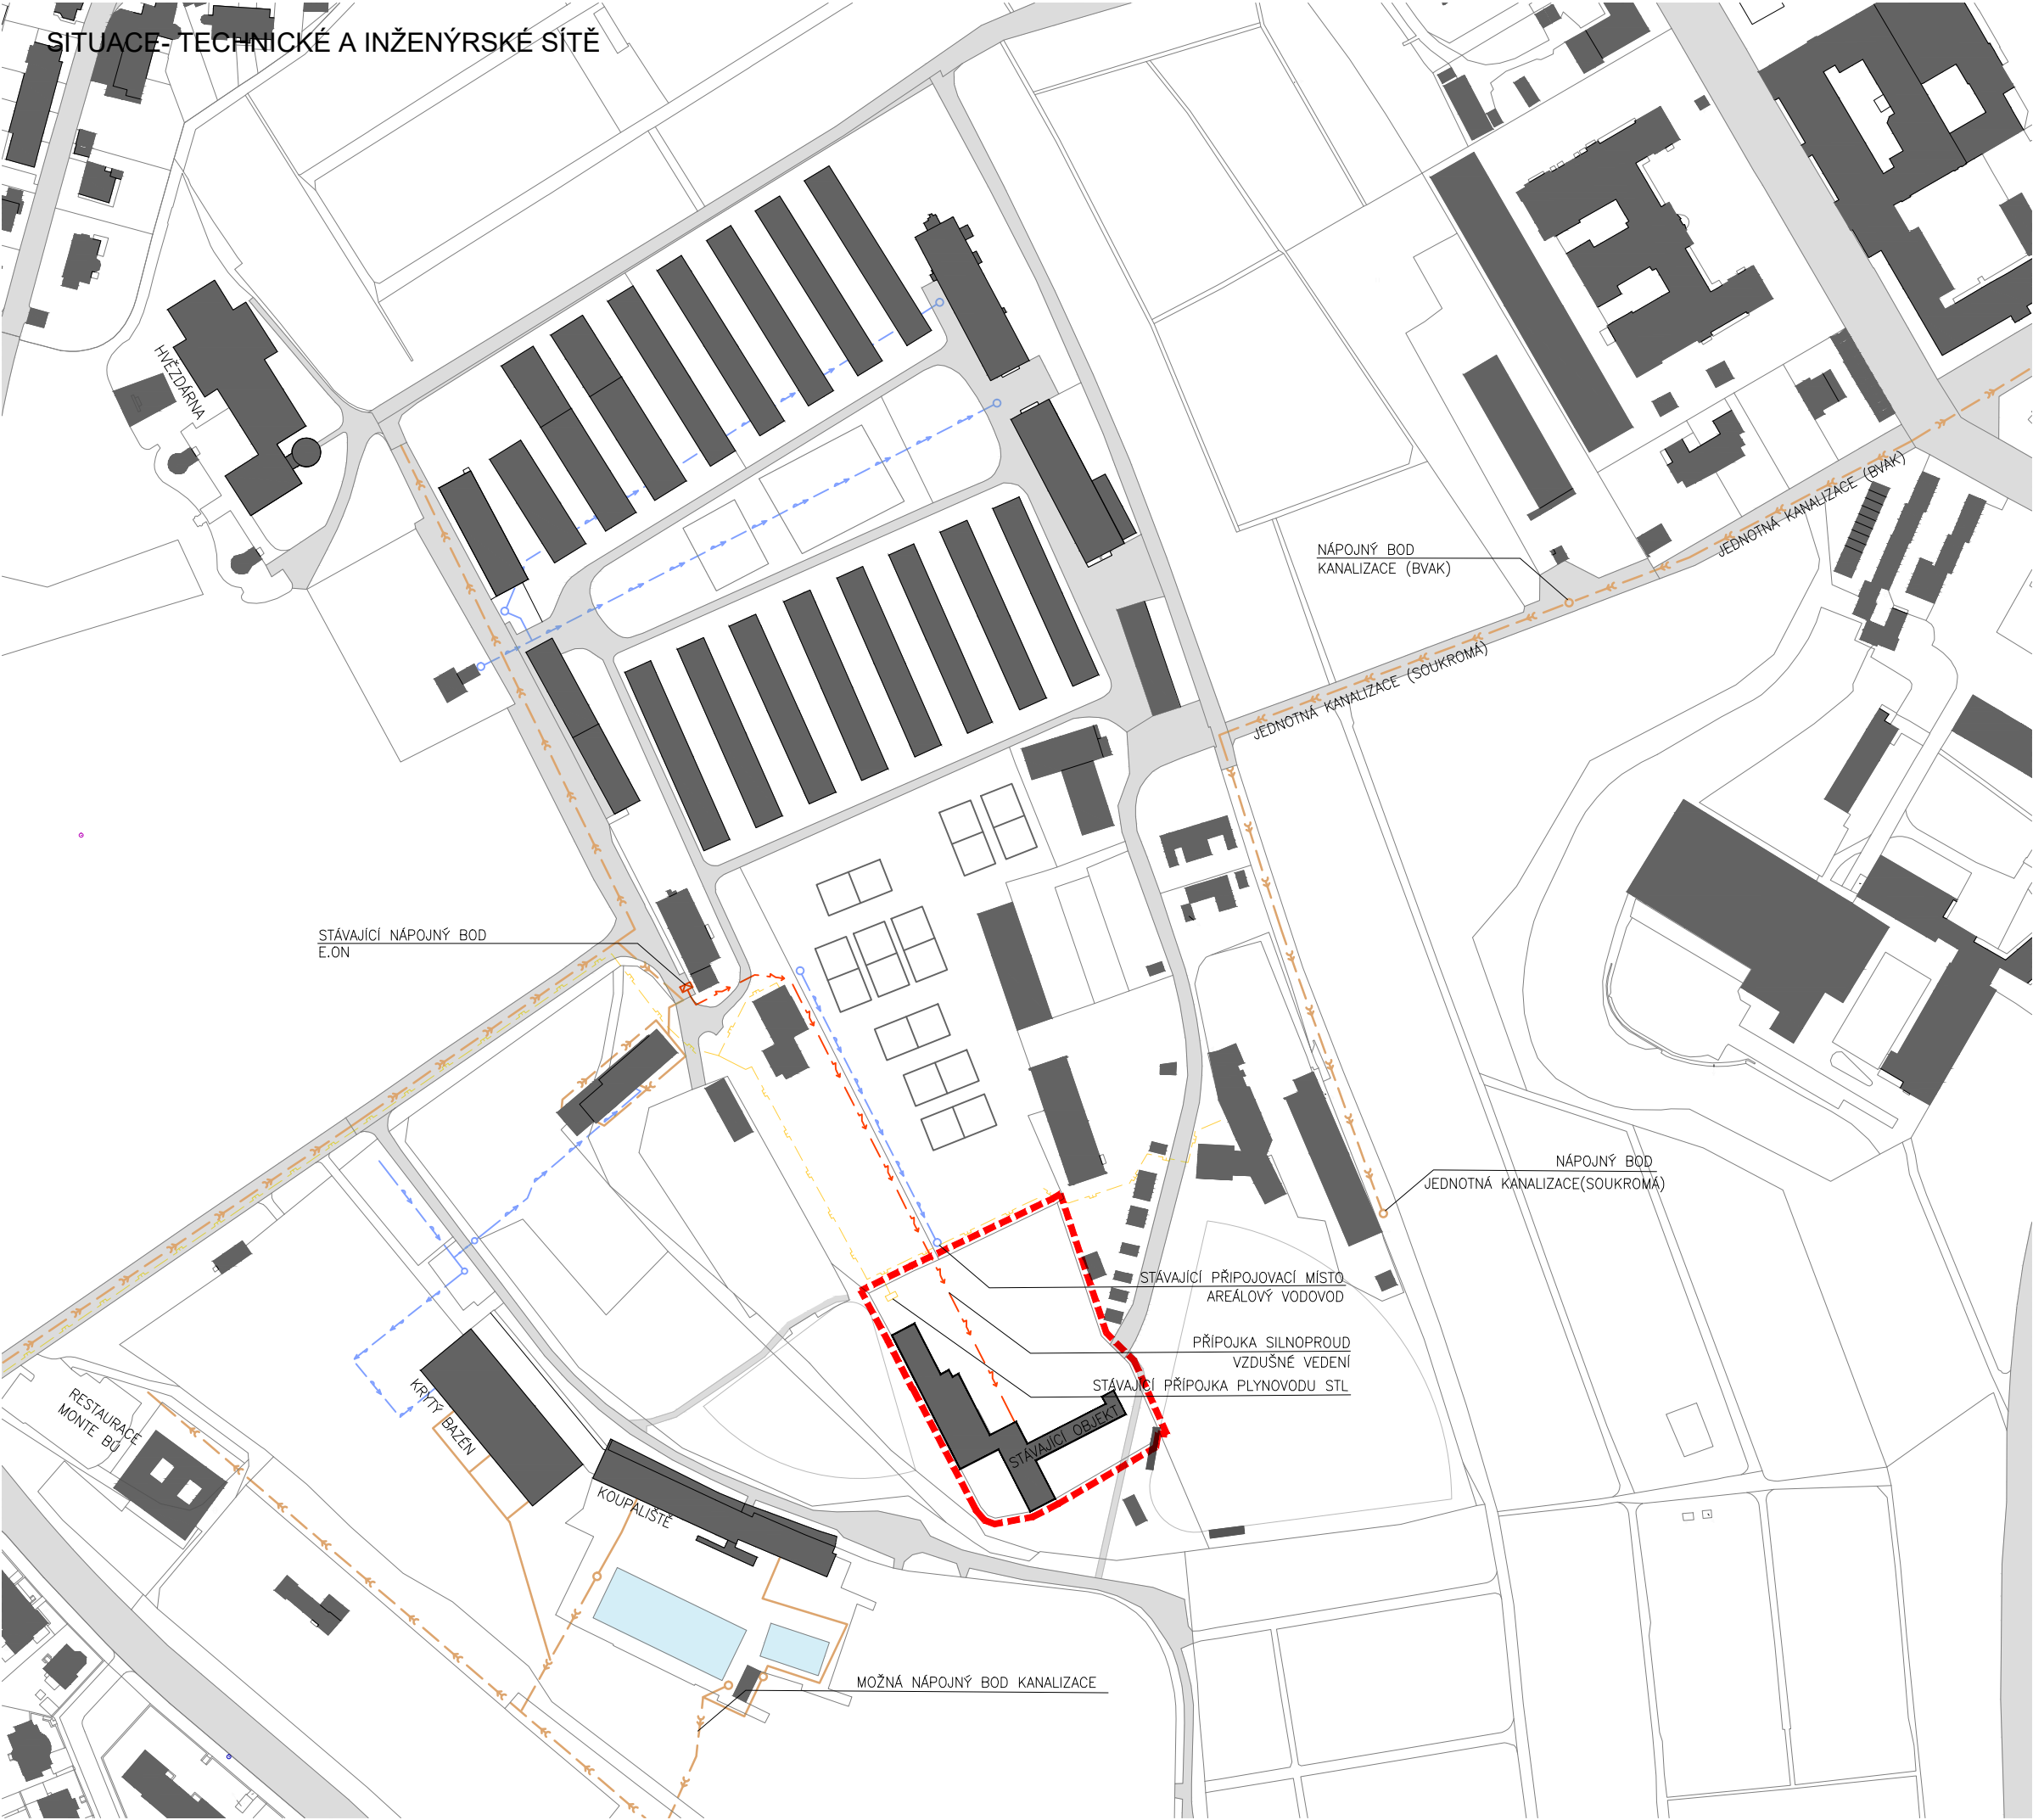 SITUACE- TECHNICKÉ A INŽENÝRSKÉ SÍTĚ
HVĚZDÁRNA
JEDNOTNÁ KANALIZACE (BVAK)
NÁPOJNÝ BOD
KANALIZACE (BVAK)
JEDNOTNÁ KANALIZACE (SOUKROMÁ)
STÁVAJÍCÍ NÁPOJNÝ BOD
E.ON
NÁPOJNÝ BOD
JEDNOTNÁ KANALIZACE(SOUKROMÁ)
STÁVAJÍCÍ PŘIPOJOVACÍ MÍSTO
AREÁLOVÝ VODOVOD
PŘÍPOJKA SILNOPROUD
VZDUŠNÉ VEDENÍ
STÁVAJÍCÍ PŘÍPOJKA PLYNOVODU STL
STÁVAJÍCÍ OBJEKT
RESTAURACE
MONTE BÚ
KRYTÝ BAZÉN
KOUPALIŠTĚ
MOŽNÁ NÁPOJNÝ BOD KANALIZACE